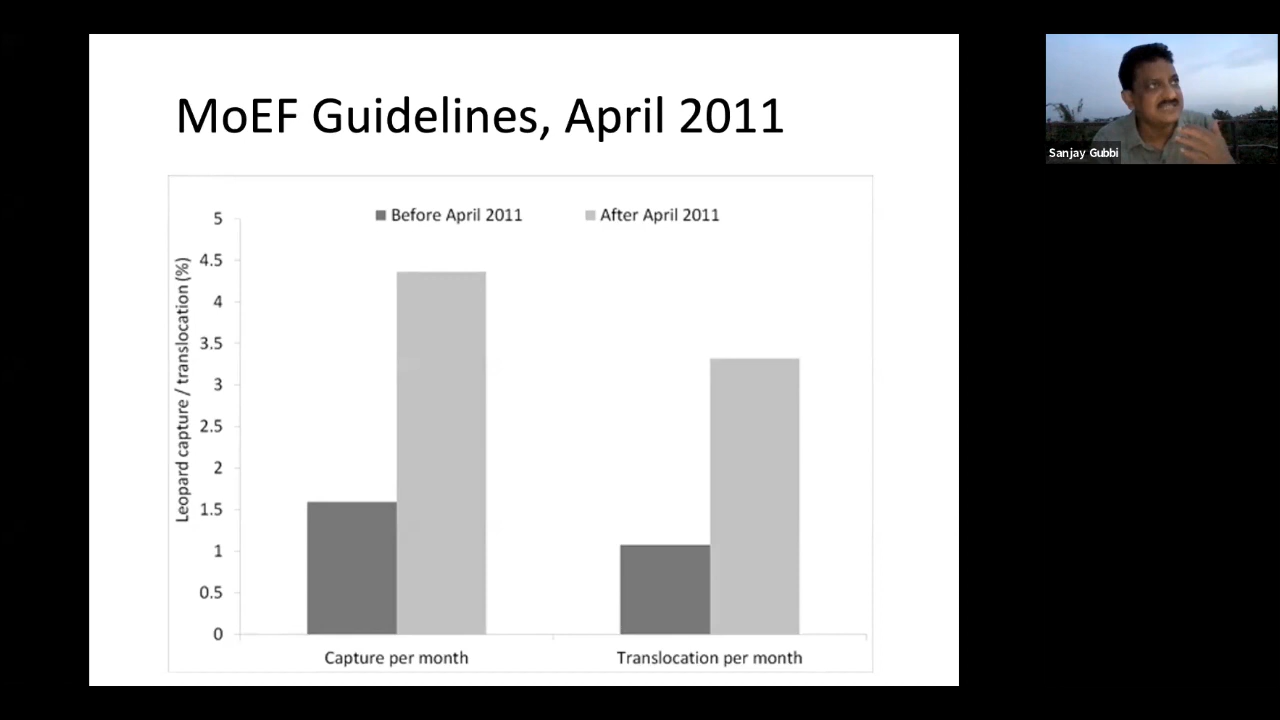 MoEF Guidelines, April 2011
Before April 2011
After April 2011
Leopard capture / translocation (%)
5
4.5
4
3.5
3
2.5
2
1.5
1
0.5
0
Capture per month
Translocation per month
Sanjay Gubbi